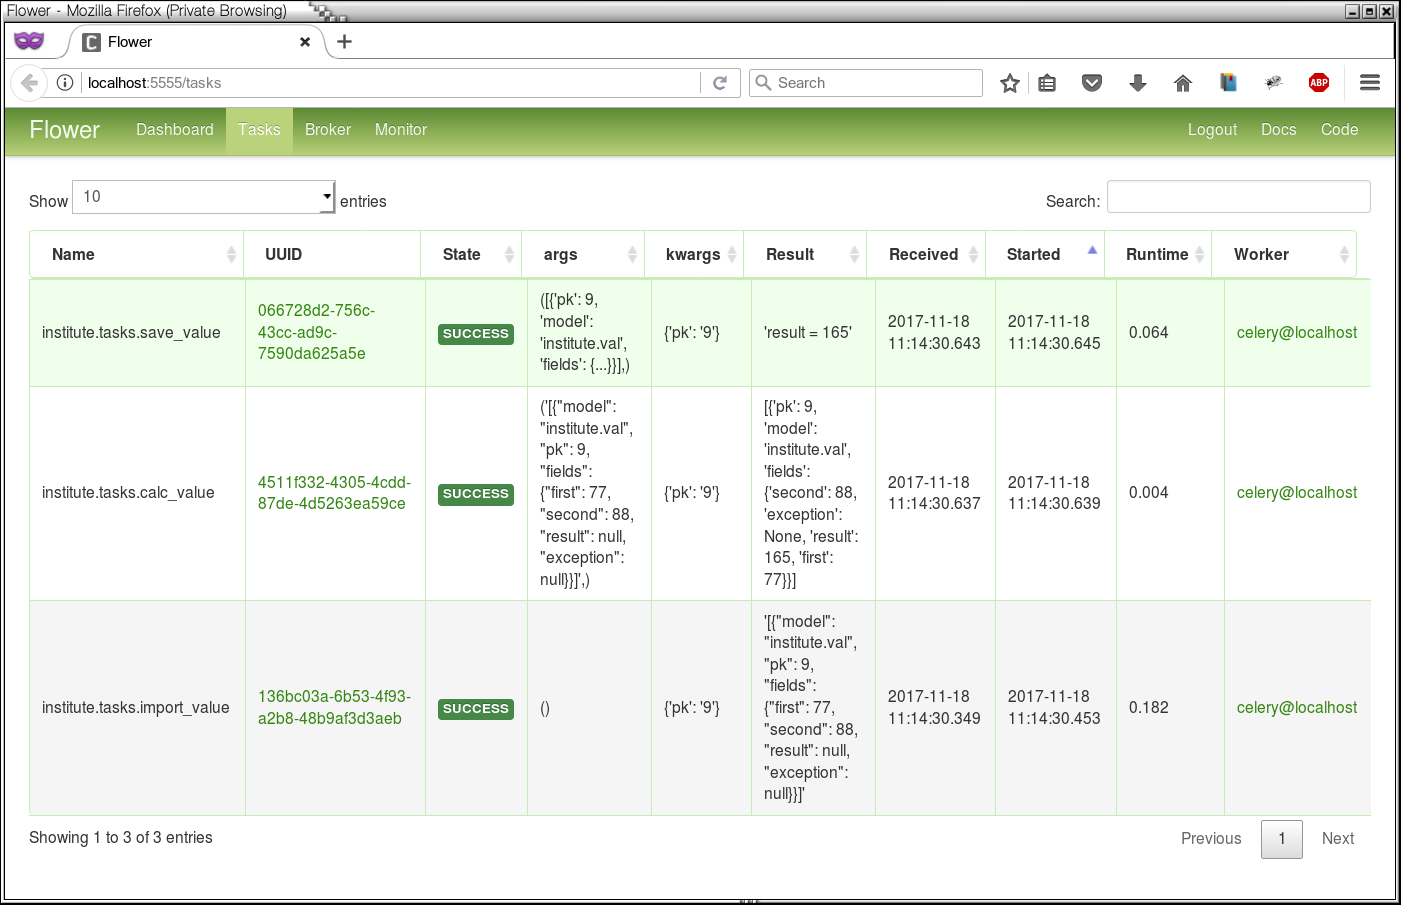 Flower - Mozilla Firefox (Private Browsing)
C Flower
localhost:5555/tasks
Search
ABP
Flower Dashboard Tasks Broker Monitor Logout Docs Code
Show 10 entries Search:
Name UUID State args kwargs Result Received Started Runtime Worker
institute.tasks.save_value
066728d2-756c-
43cc-ad9c-
7590da625a5e
SUCCESS
([{'pk': 9,
'model':
'institute.val',
'fields': {...}}],)
{'pk': '9'}
'result = 165'
2017-11-18
11:14:30.643
2017-11-18
11:14:30.645
0.064
celery@localhost
institute.tasks.calc_value
4511f332-4305-4cdd-
87de-4d5263ea59ce
SUCCESS
('[{"model":
"institute.val",
"pk": 9,
"fields":
{"first": 77,
"second": 88,
"result": null,
"exception":
null}}]',)
{'pk': '9'}
[{'pk': 9,
'model':
'institute.val',
'fields':
{'second': 88,
'exception':
None, 'result':
165, 'first':
77}}]
2017-11-18
11:14:30.637
2017-11-18
11:14:30.639
0.004
celery@localhost
institute.tasks.import_value
136bc03a-6b53-4f93-
a2b8-48b9af3d3aeb
SUCCESS
()
{'pk': '9'}
'[{"model":
"institute.val",
"pk": 9,
"fields":
{"first": 77,
"second": 88,
"result": null,
"exception":
null}}]'
2017-11-18
11:14:30.349
2017-11-18
11:14:30.453
0.182
celery@localhost
Showing 1 to 3 of 3 entries
Previous 1 Next